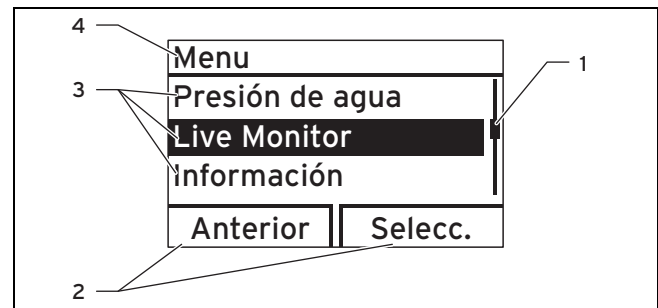 4
Menu
1
3
Presión de agua
Live Monitor
Información
Anterior Selecc.
2